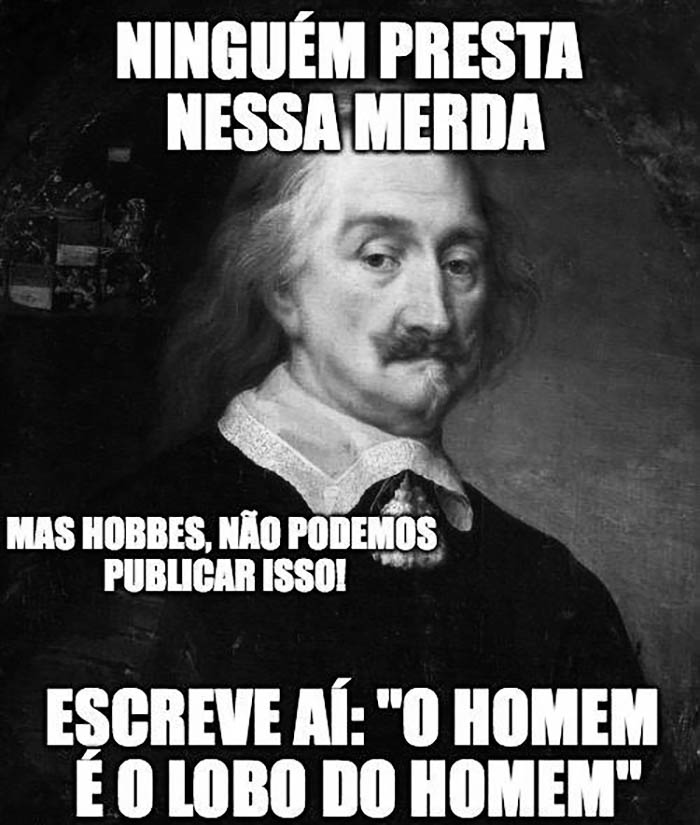 NINGUÉM PRESTA
NESSA MERDA
MAS HOBBES, NÃO PODEMOS
PUBLICAR ISSO!
ESCREVE AÍ: "O HOMEM
É O LOBO DO HOMEM"